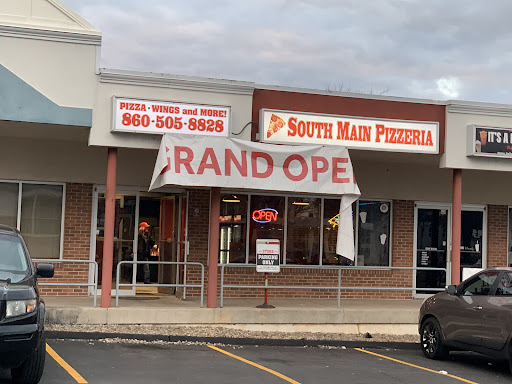 PIZZA • WINGS and MORE!
860-505-8828
SOUTH MAIN PIZZERIA
IT'S A
GRAND OPE
OPEN
PARKING
ONLY